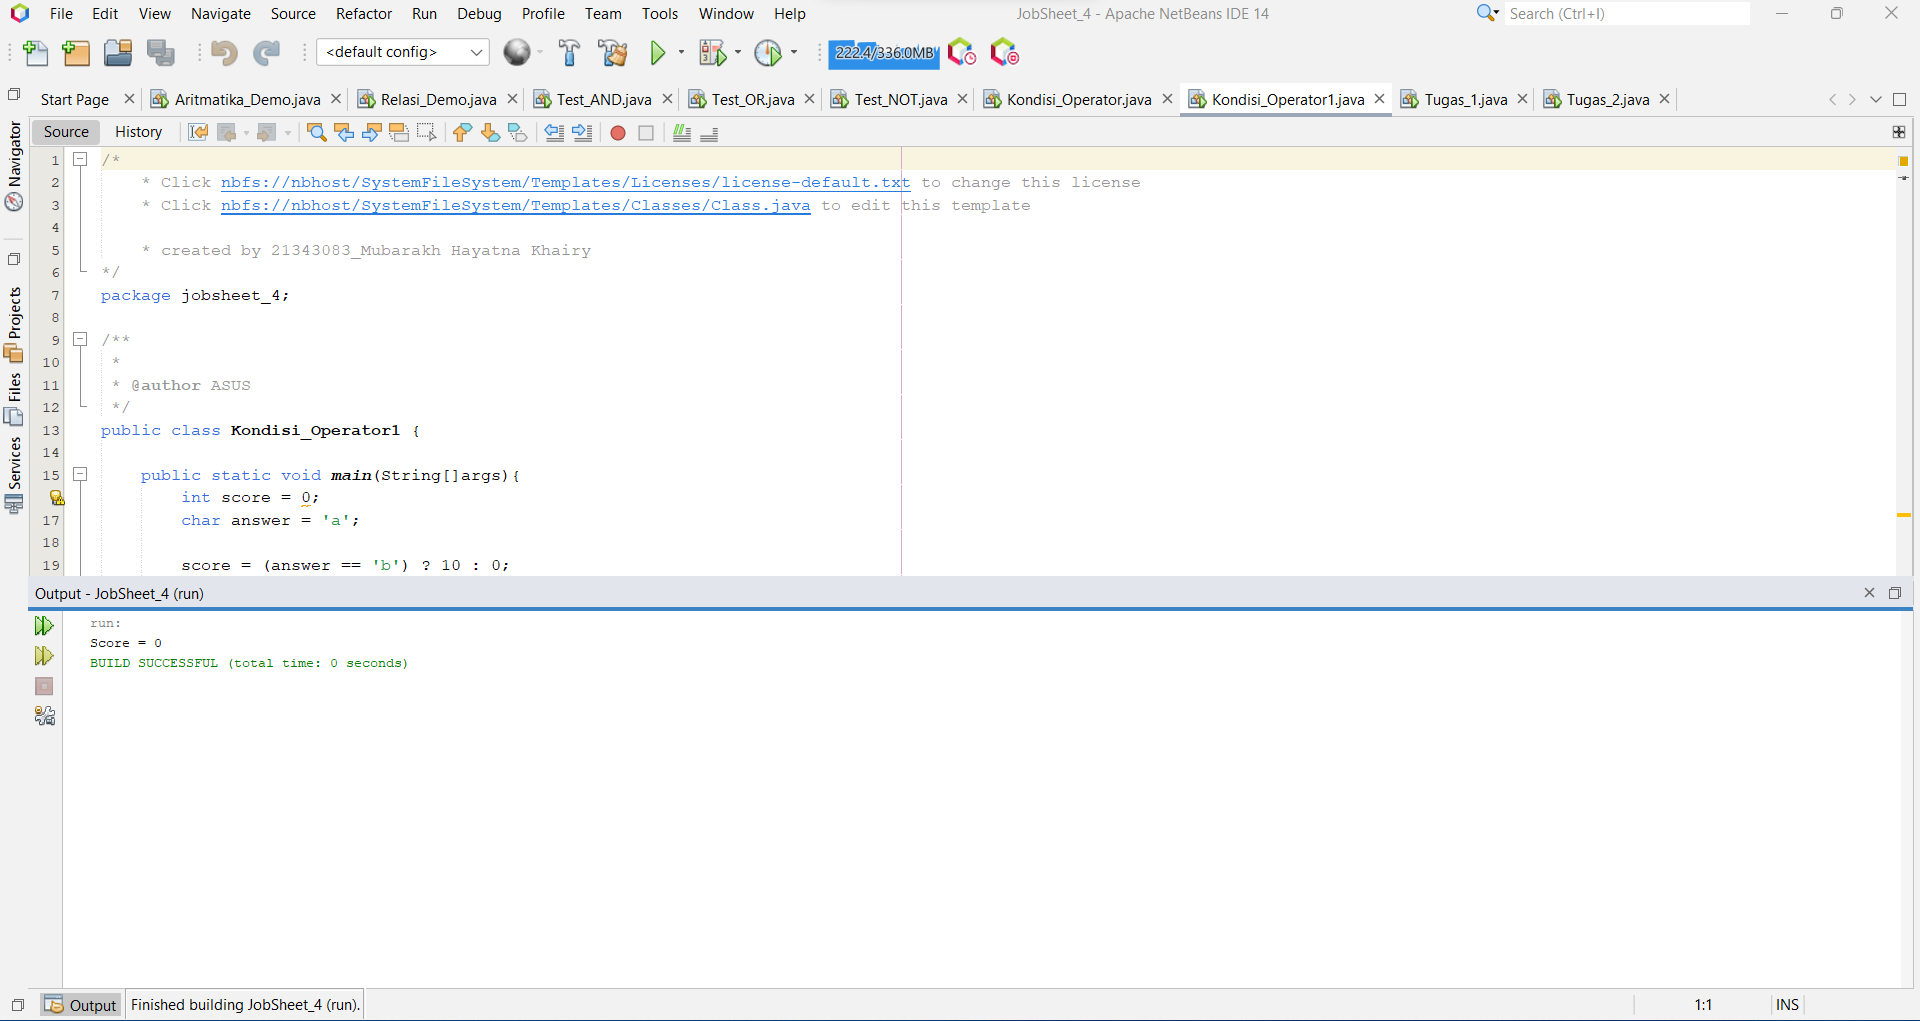 File Edit View Navigate Source Refactor Run Debug Profile Team Tools Window Help
JobSheet_4 - Apache NetBeans IDE 14
Search (Ctrl+I)
<default config>
222.4/336.0MB
Start Page
Aritmatika_Demo.java
Relasi_Demo.java
Test_AND.java
Test_OR.java
Test_NOT.java
Kondisi_Operator.java
Kondisi_Operator1.java
Tugas_1.java
Tugas_2.java
Source History
Navigator
Projects
Files
Services
1 /*
2 * Click nbfs://nbhost/SystemFileSystem/Templates/Licenses/license-default.txt to change this license
3 * Click nbfs://nbhost/SystemFileSystem/Templates/Classes/Class.java to edit this template
4
5 * created by 21343083_Mubarakh Hayatna Khairy
6 */
7 package jobsheet_4;
8
9 /**
10 *
11 * @author ASUS
12 */
13 public class Kondisi_Operator1 {
14
15 public static void main(String[]args){
int score = 0;
17 char answer = 'a';
18
19 score = (answer == 'b') ? 10 : 0;
Output - JobSheet_4 (run)
run:
Score = 0
BUILD SUCCESSFUL (total time: 0 seconds)
Output
Finished building JobSheet_4 (run).
1:1
INS